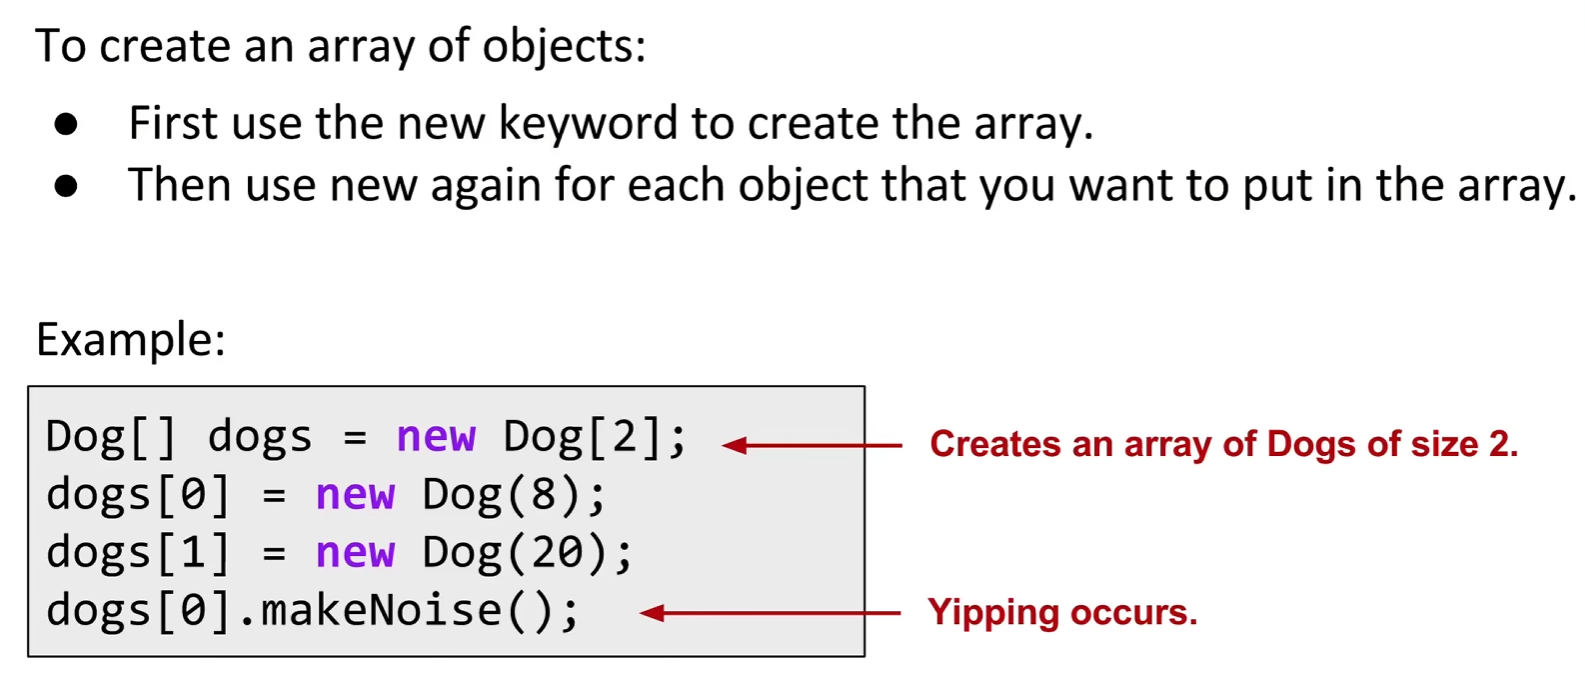 To create an array of objects:
● First use the new keyword to create the array.
● Then use new again for each object that you want to put in the array.
Example:
Dog[] dogs = new Dog[2];
Creates an array of Dogs of size 2.
dogs[0] = new Dog(8);
dogs[1] = new Dog(20);
dogs[0].makeNoise();
Yipping occurs.